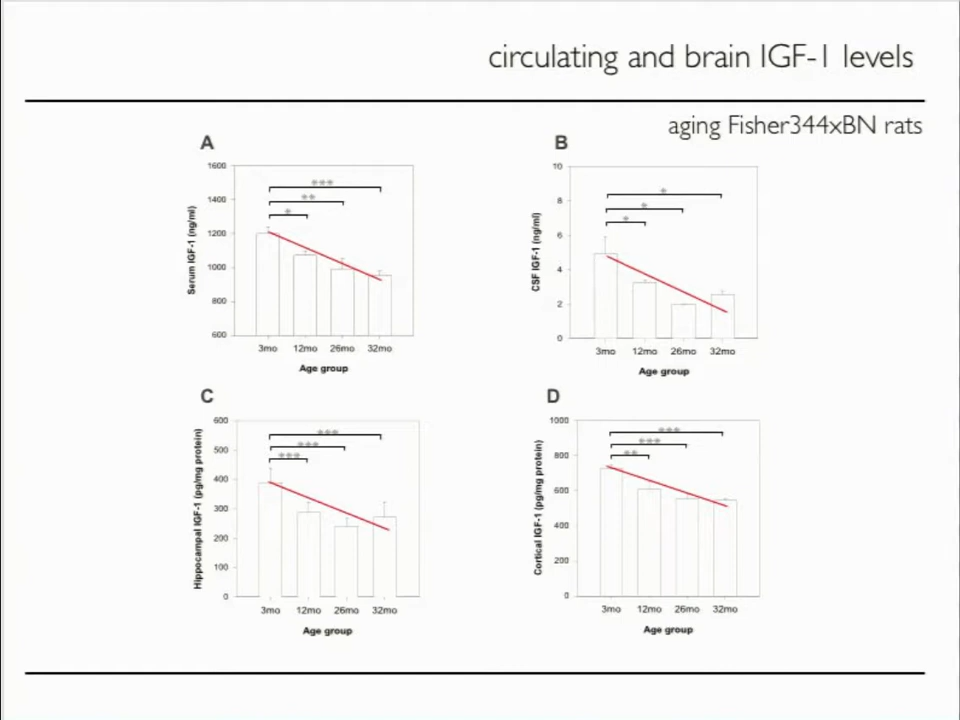 circulating and brain IGF-1 levels
aging Fisher344xBN rats
A
1600
1400
1200
1000
800
600
Serum IGF-1 (ng/ml)
***
**
*
3mo 12mo 26mo 32mo
Age group
B
10
8
6
4
2
0
CSF IGF-1 (ng/ml)
*
*
*
3mo 12mo 26mo 32mo
Age group
C
600
500
400
300
200
100
0
Hippocampal IGF-1 (pg/mg protein)
***
***
***
3mo 12mo 26mo 32mo
Age group
D
1000
800
600
400
200
0
Cortical IGF-1 (pg/mg protein)
***
***
**
3mo 12mo 26mo 32mo
Age group